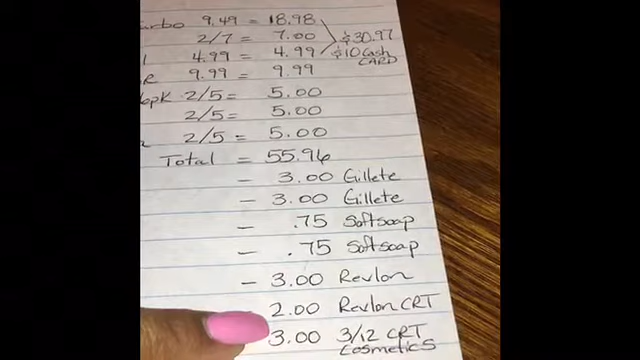 9.49 = 18.98
2/7 = 7.00 $30.97
4.99 = 4.99 $10 Cash
CARD
R 9.99 = 9.99
pk 2/5 = 5.00
2/5 = 5.00
2/5 = 5.00
Total = 55.96
- 3.00 Gillete
- 3.00 Gillete
- .75 Softsoap
- .75 Softsoap
- 3.00 Revlon
2.00 Revlon CRT
3.00 3/12 CRT
Cosmetics